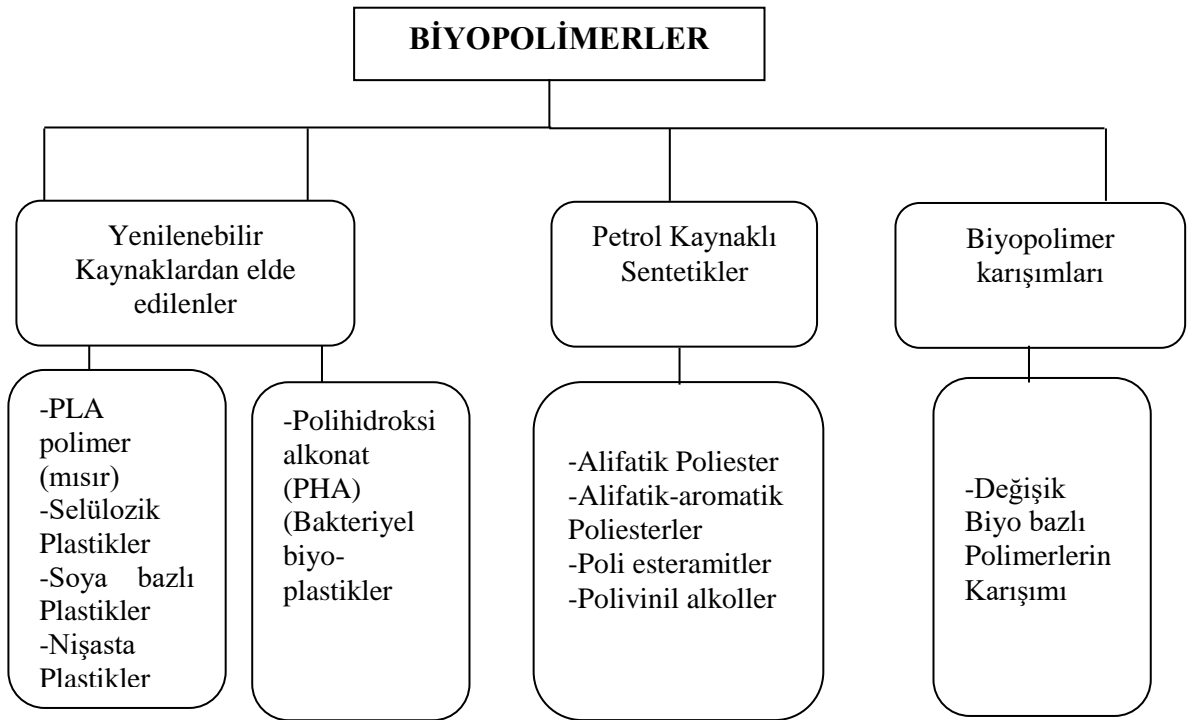 BİYOPOLİMERLER
Yenilenebilir
Kaynaklardan elde
edilenler
Petrol Kaynaklı
Sentetikler
Biyopolimer
karışımları
-PLA
polimer
(mısır)
-Selülozik
Plastikler
-Soya bazlı
Plastikler
-Nişasta
Plastikler
-Polihidroksi
alkonat
(PHA)
(Bakteriyel
biyo-
plastikler
-Alifatik Poliester
-Alifatik-aromatik
Poliesterler
-Poli esteramitler
-Polivinil alkoller
-Değişik
Biyo bazlı
Polimerlerin
Karışımı